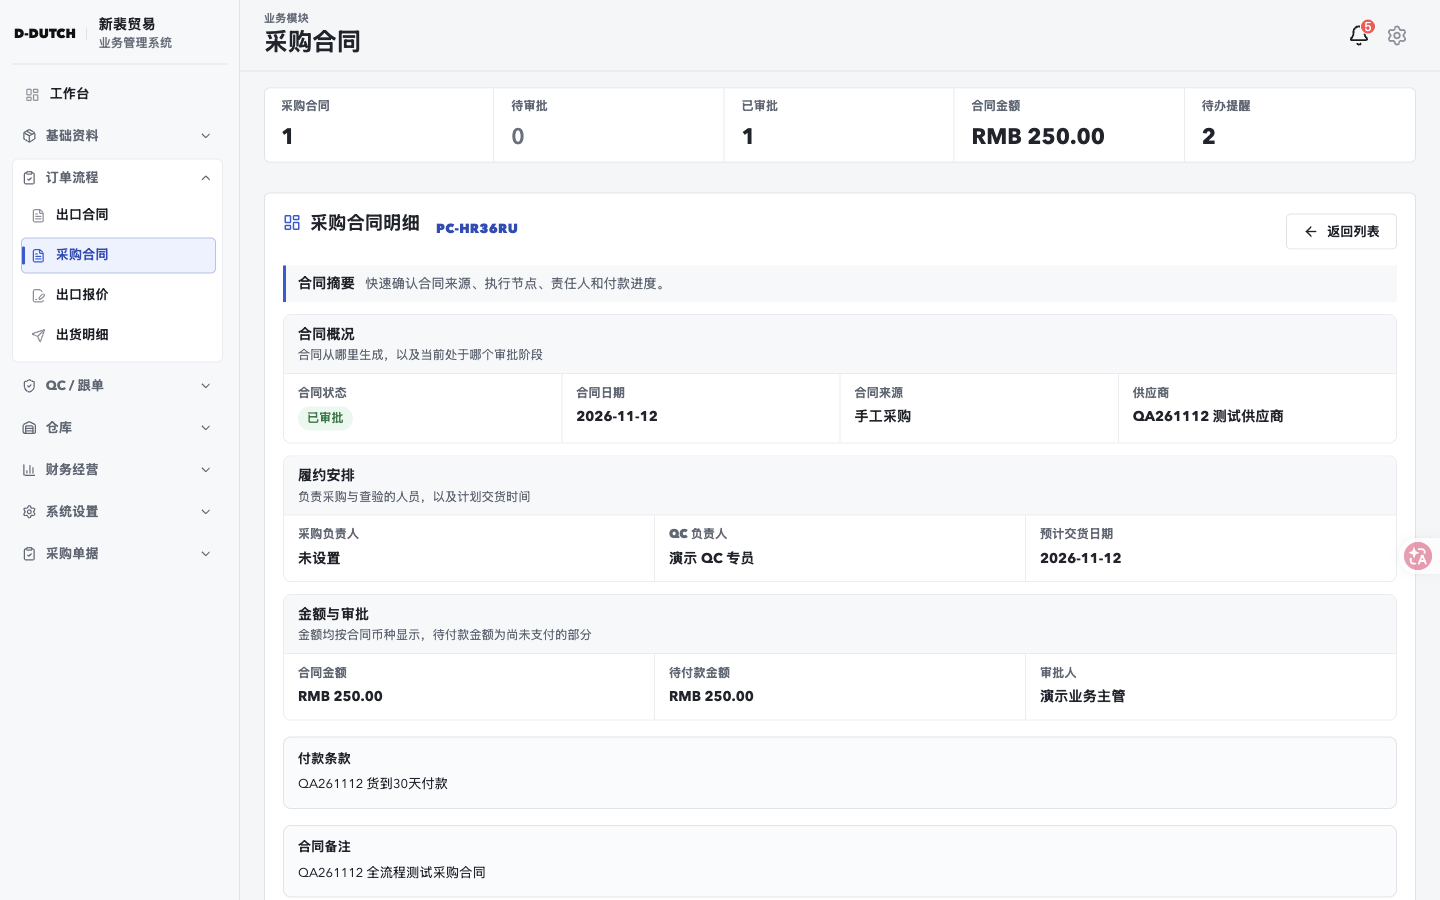 D-DUTCH
新裴贸易
业务管理系统
工作台
基础资料
订单流程
出口合同
采购合同
出口报价
出货明细
QC / 跟单
仓库
财务经营
系统设置
采购单据
业务模块
采购合同
5
采购合同
1
待审批
0
已审批
1
合同金额
RMB 250.00
待办提醒
2
采购合同明细 PC-HR36RU
返回列表
合同摘要 快速确认合同来源、执行节点、责任人和付款进度。
合同概况
合同从哪里生成，以及当前处于哪个审批阶段
合同状态
已审批
合同日期
2026-11-12
合同来源
手工采购
供应商
QA261112 测试供应商
履约安排
负责采购与查验的人员，以及计划交货时间
采购负责人
未设置
QC 负责人
演示 QC 专员
预计交货日期
2026-11-12
金额与审批
金额均按合同币种显示，待付款金额为尚未支付的部分
合同金额
RMB 250.00
待付款金额
RMB 250.00
审批人
演示业务主管
付款条款
QA261112 货到30天付款
合同备注
QA261112 全流程测试采购合同